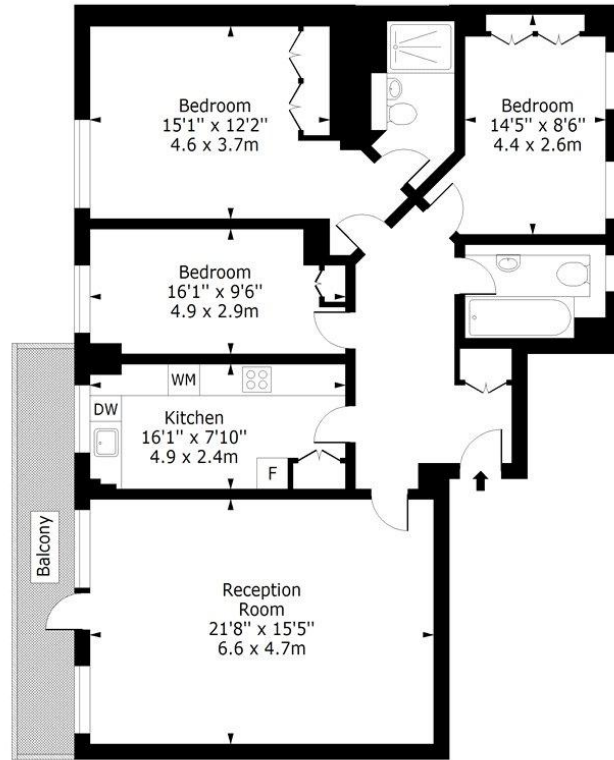 Bedroom
15'1" x 12'2"
4.6 x 3.7m
Bedroom
14'5" x 8'6"
4.4 x 2.6m
Bedroom
16'1" x 9'6"
4.9 x 2.9m
WM
DW
Kitchen
16'1" x 7'10"
4.9 x 2.4m
F
Balcony
Reception
Room
21'8" x 15'5"
6.6 x 4.7m